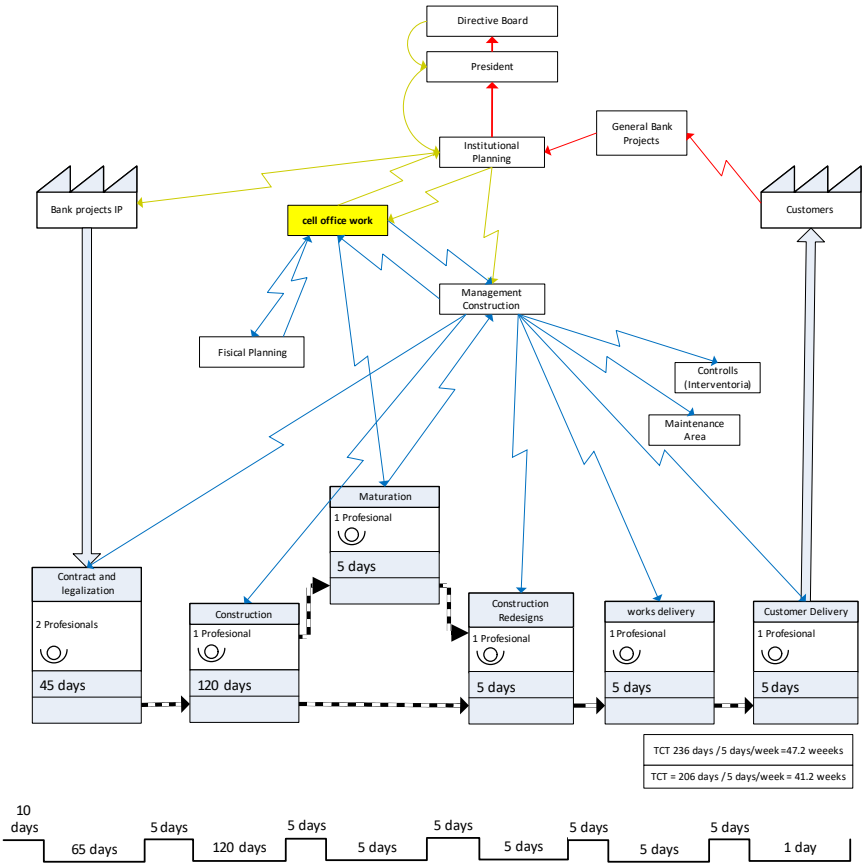 Directive Board
President
Institutional
Planning
General Bank
Projects
Bank projects IP
cell office work
Customers
Management
Construction
Fisical Planning
Controlls
(Interventoria)
Maintenance
Area
Maturation
1 Profesional
5 days
Contract and
legalization
2 Profesionals
45 days
Construction
1 Profesional
120 days
Construction
Redesigns
1 Profesional
5 days
works delivery
1 Profesional
5 days
Customer Delivery
1 Profesional
5 days
TCT 236 days / 5 days/week =47.2 weeeks
TCT = 206 days / 5 days/week = 41.2 weeks
10
days
65 days
5 days
120 days
5 days
5 days
5 days
5 days
5 days
5 days
5 days
1 day